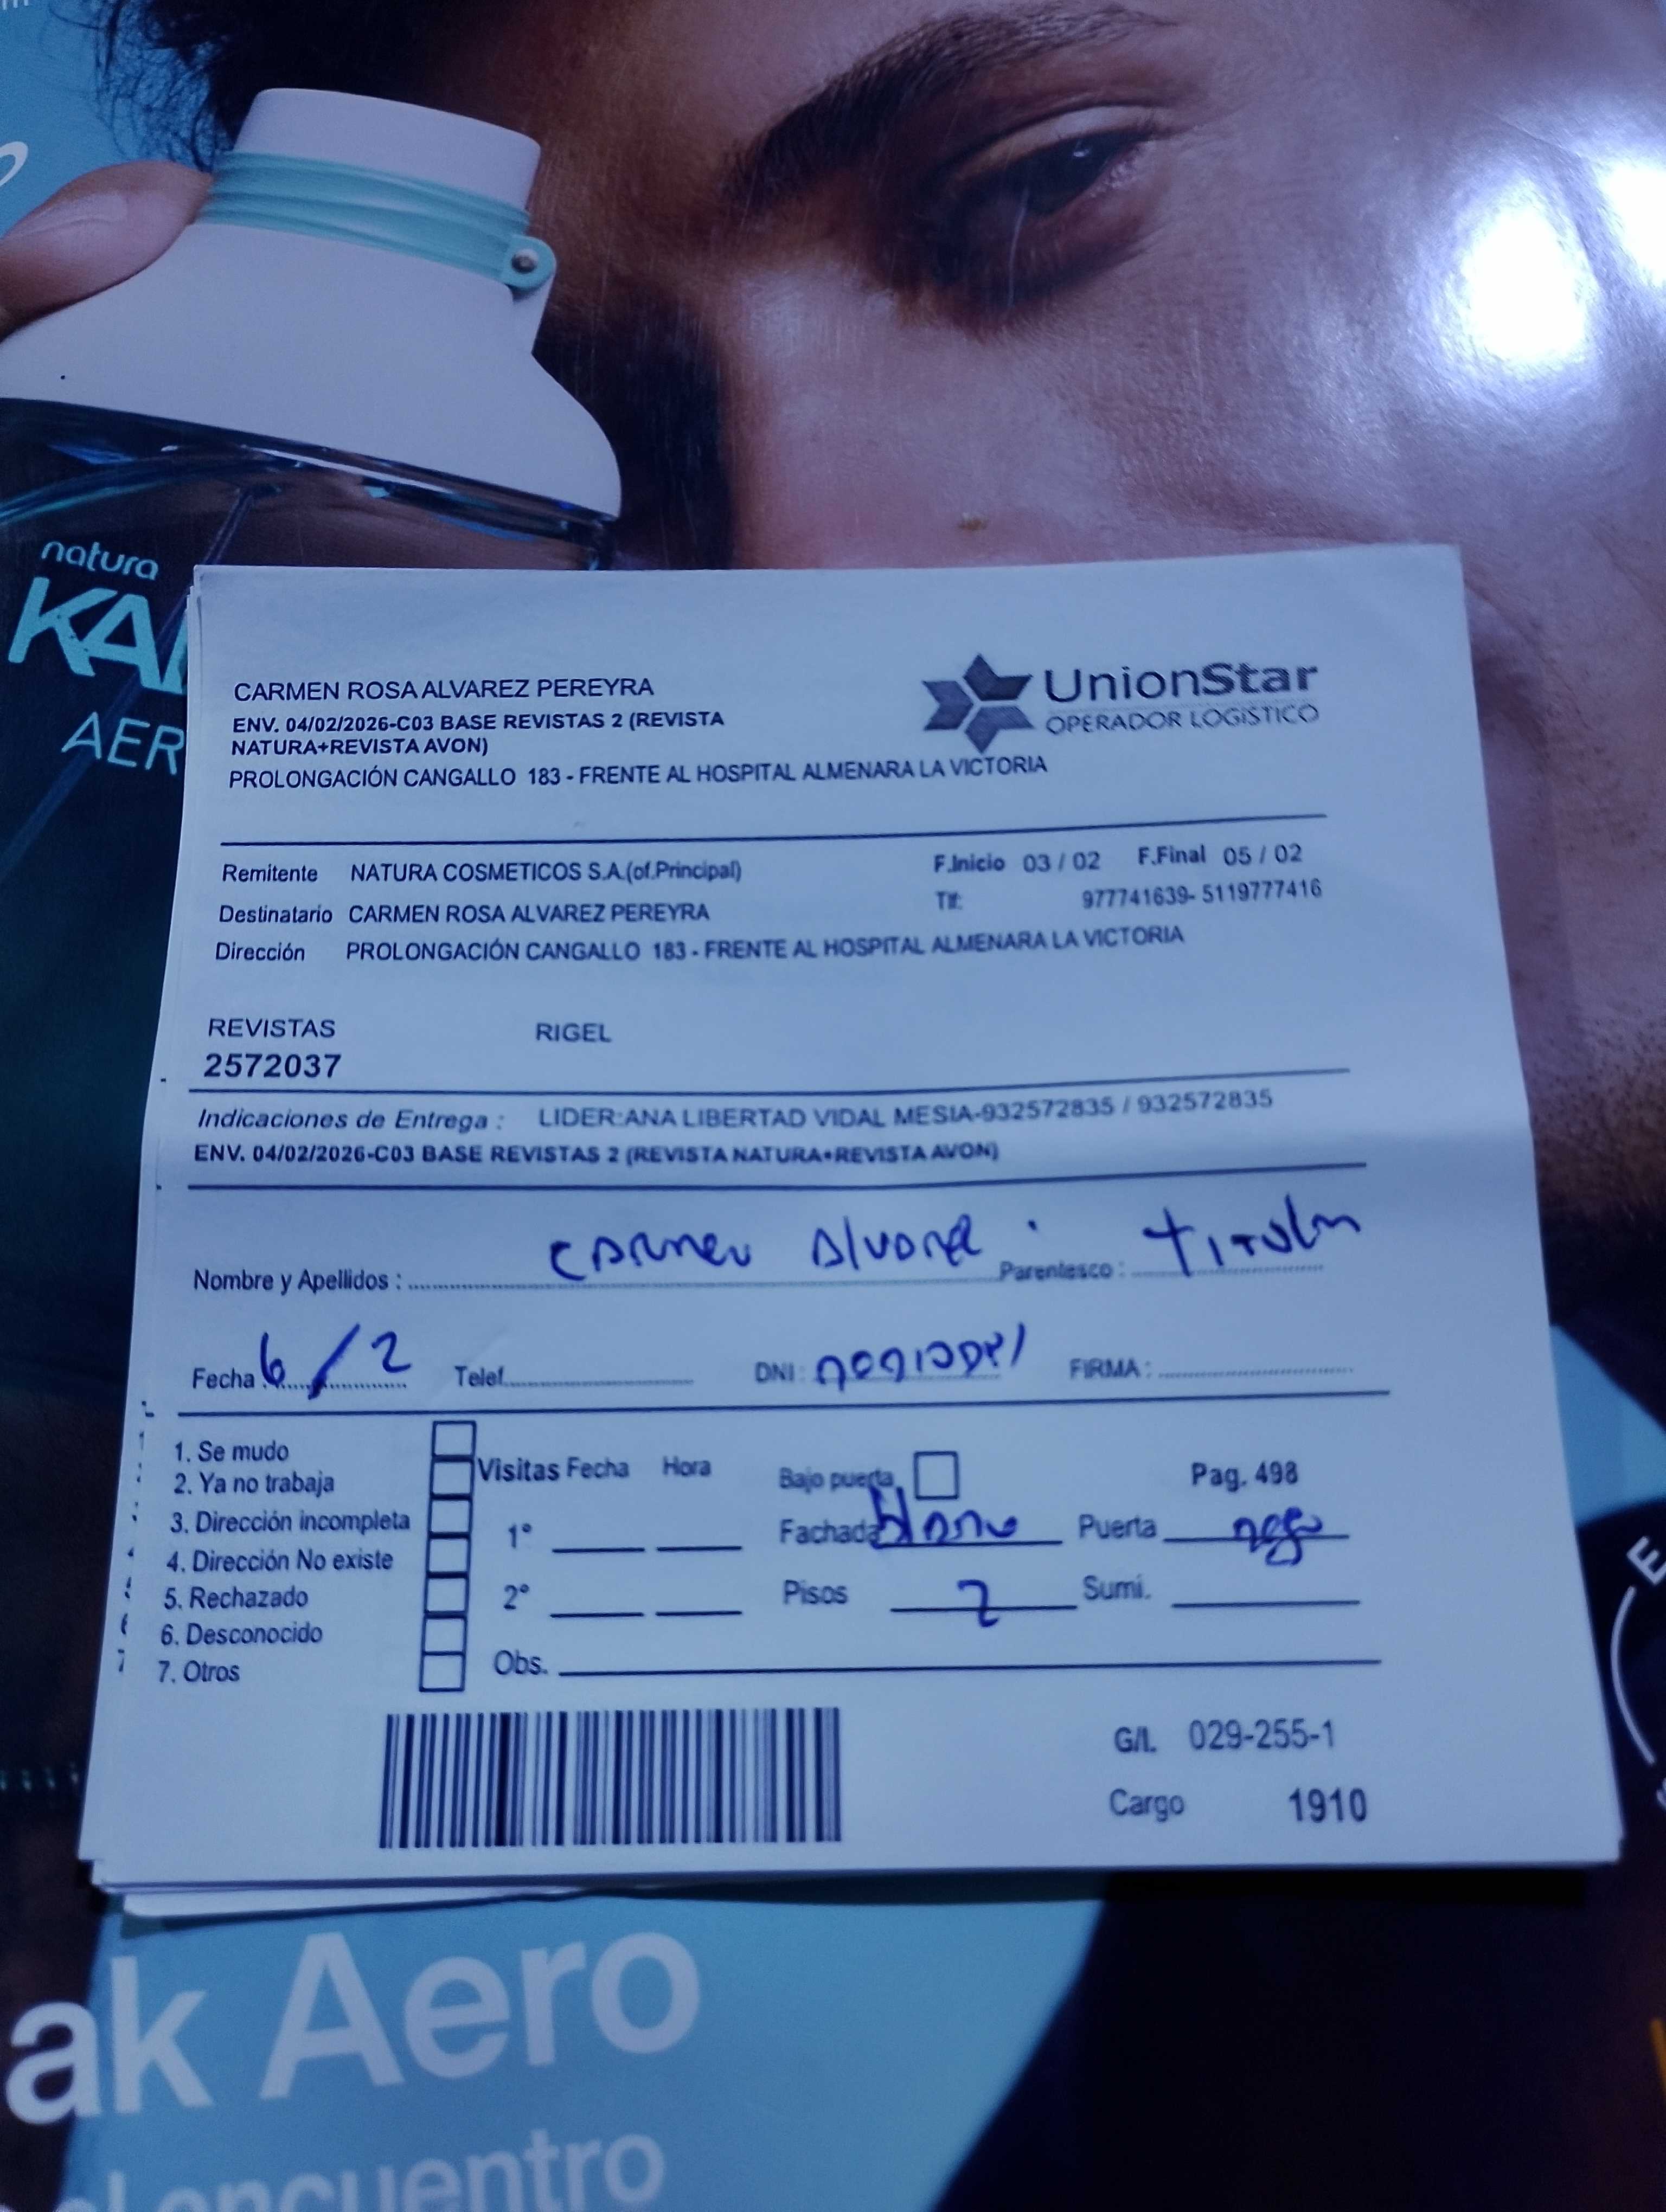 natura
KAI
AER
CARMEN ROSA ALVAREZ PEREYRA
ENV. 04/02/2026-C03 BASE REVISTAS 2 (REVISTA
NATURA+REVISTA AVON)
PROLONGACIÓN CANGALLO 183 - FRENTE AL HOSPITAL ALMENARA LA VICTORIA
UnionStar
OPERADOR LOGISTICO
Remitente NATURA COSMETICOS S.A.(of.Principal) F.Inicio 03 / 02 F.Final 05 / 02
Destinatario CARMEN ROSA ALVAREZ PEREYRA Tlf: 977741639- 5119777416
Dirección PROLONGACIÓN CANGALLO 183 - FRENTE AL HOSPITAL ALMENARA LA VICTORIA
REVISTAS RIGEL
2572037
Indicaciones de Entrega : LIDER:ANA LIBERTAD VIDAL MESIA-932572835 / 932572835
ENV. 04/02/2026-C03 BASE REVISTAS 2 (REVISTA NATURA+REVISTA AVON)
Nombre y Apellidos : Carmen Alvarez Parentesco : Titular
Fecha : 6/2 Telef. DNI: FIRMA :
1. Se mudo
2. Ya no trabaja
3. Dirección incompleta
4. Dirección No existe
5. Rechazado
6. Desconocido
7. Otros
Visitas Fecha Hora
1°
2°
Obs.
Bajo puerta Pag. 498
Fachada blanco Puerta negro
Pisos 2 Sumi.
G/L 029-255-1
Cargo 1910
ak Aero
encuentro